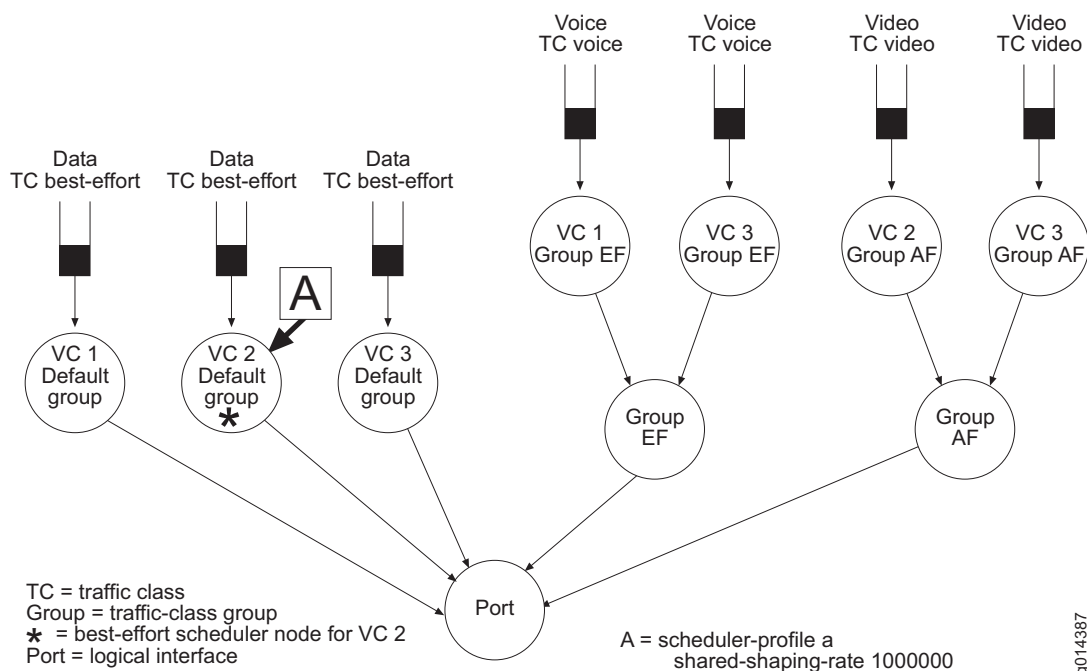 Voice
TC voice
Voice
TC voice
Video
TC video
Video
TC video
Data
TC best-effort
Data
TC best-effort
Data
TC best-effort
VC 1
Group EF
VC 3
Group EF
VC 2
Group AF
VC 3
Group AF
A
VC 1
Default
group
VC 2
Default
group
*
VC 3
Default
group
Group
EF
Group
AF
Port
TC = traffic class
Group = traffic-class group
* = best-effort scheduler node for VC 2
Port = logical interface
A = scheduler-profile a
shared-shaping-rate 1000000
g014387